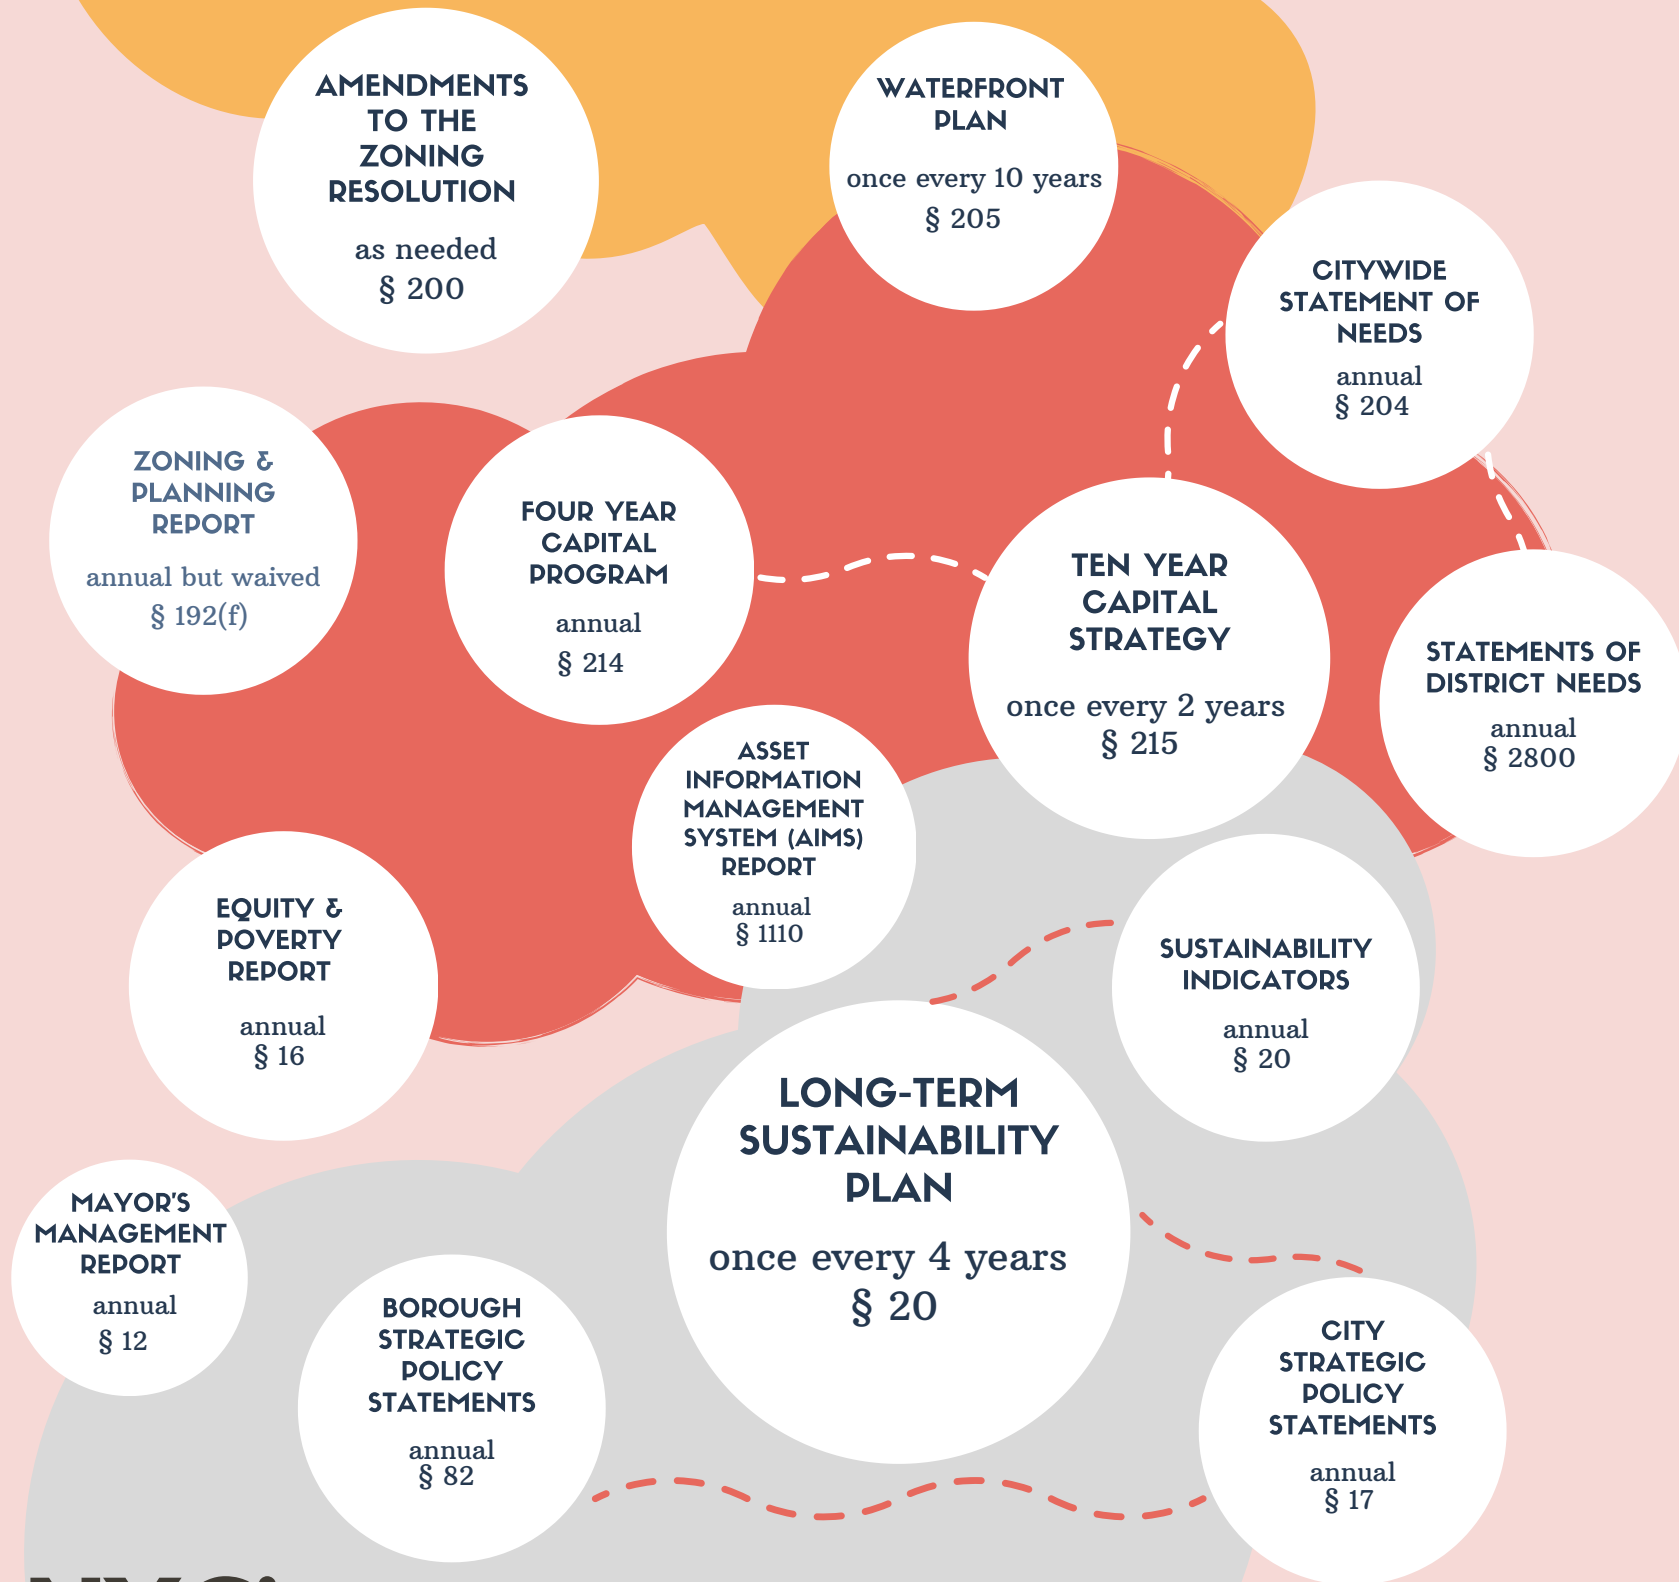 AMENDMENTS
TO THE
ZONING
RESOLUTION
as needed
§ 200
WATERFRONT
PLAN
once every 10 years
§ 205
CITYWIDE
STATEMENT OF
NEEDS
annual
§ 204
ZONING &
PLANNING
REPORT
annual but waived
§ 192(f)
FOUR YEAR
CAPITAL
PROGRAM
annual
§ 214
TEN YEAR
CAPITAL
STRATEGY
once every 2 years
§ 215
STATEMENTS OF
DISTRICT NEEDS
annual
§ 2800
ASSET
INFORMATION
MANAGEMENT
SYSTEM (AIMS)
REPORT
annual
§ 1110
EQUITY &
POVERTY
REPORT
annual
§ 16
SUSTAINABILITY
INDICATORS
annual
§ 20
LONG-TERM
SUSTAINABILITY
PLAN
once every 4 years
§ 20
MAYOR'S
MANAGEMENT
REPORT
annual
§ 12
BOROUGH
STRATEGIC
POLICY
STATEMENTS
annual
§ 82
CITY
STRATEGIC
POLICY
STATEMENTS
annual
§ 17